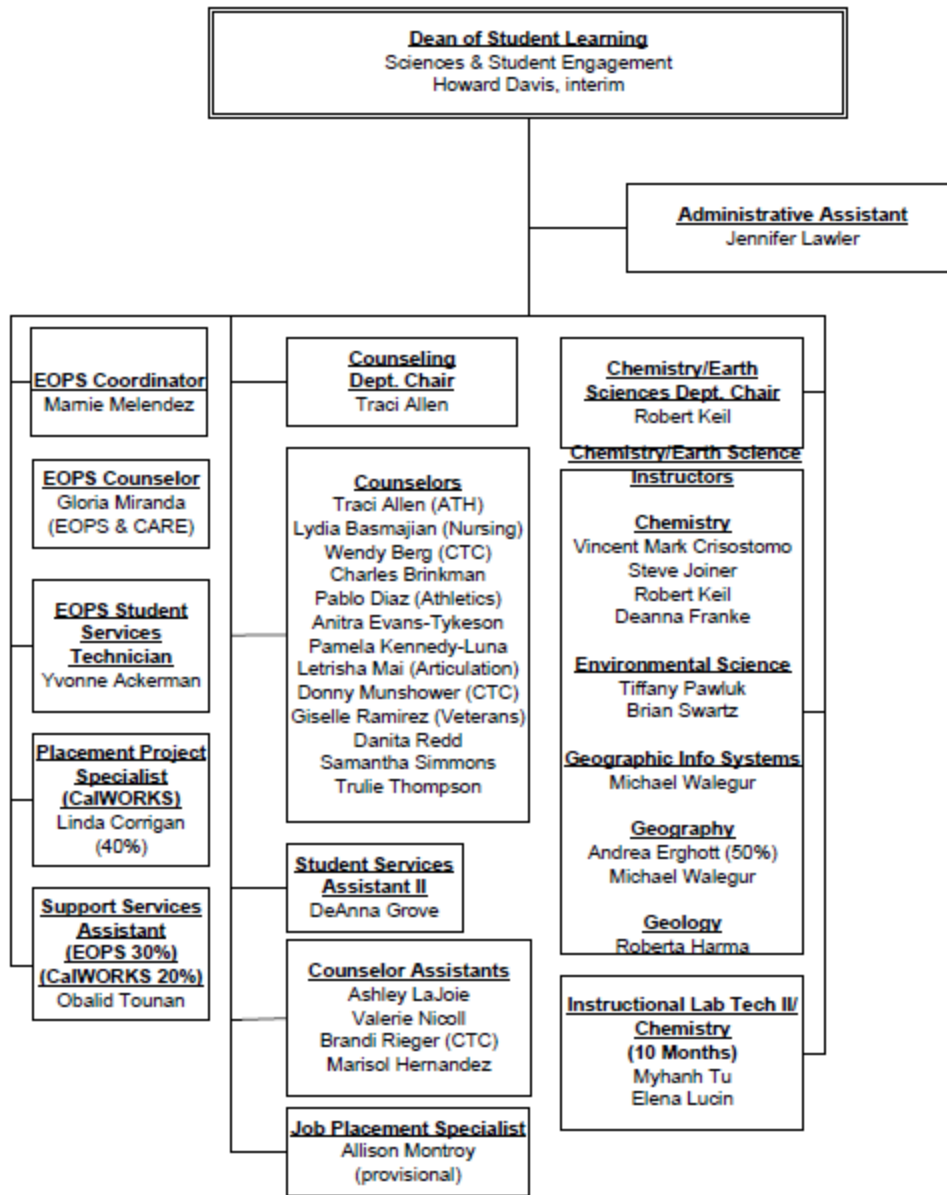 Dean of Student Learning
Sciences & Student Engagement
Howard Davis, interim
Administrative Assistant
Jennifer Lawler
EOPS Coordinator
Mamie Melendez
EOPS Counselor
Gloria Miranda
(EOPS & CARE)
EOPS Student
Services
Technician
Yvonne Ackerman
Placement Project
Specialist
(CalWORKS)
Linda Corrigan
(40%)
Support Services
Assistant
(EOPS 30%)
(CalWORKS 20%)
Obalid Tounan
Counseling
Dept. Chair
Traci Allen
Counselors
Traci Allen (ATH)
Lydia Basmajian (Nursing)
Wendy Berg (CTC)
Charles Brinkman
Pablo Diaz (Athletics)
Anitra Evans-Tykeson
Pamela Kennedy-Luna
Letrisha Mai (Articulation)
Donny Munshower (CTC)
Giselle Ramirez (Veterans)
Danita Redd
Samantha Simmons
Trulie Thompson
Student Services
Assistant II
DeAnna Grove
Counselor Assistants
Ashley LaJoie
Valerie Nicoll
Brandi Rieger (CTC)
Marisol Hernandez
Job Placement Specialist
Allison Montroy
(provisional)
Chemistry/Earth
Sciences Dept. Chair
Robert Keil
Chemistry/Earth Science
Instructors
Chemistry
Vincent Mark Crisostomo
Steve Joiner
Robert Keil
Deanna Franke
Environmental Science
Tiffany Pawluk
Brian Swartz
Geographic Info Systems
Michael Walegur
Geography
Andrea Erghott (50%)
Michael Walegur
Geology
Roberta Harma
Instructional Lab Tech II/
Chemistry
(10 Months)
Myhanh Tu
Elena Lucin